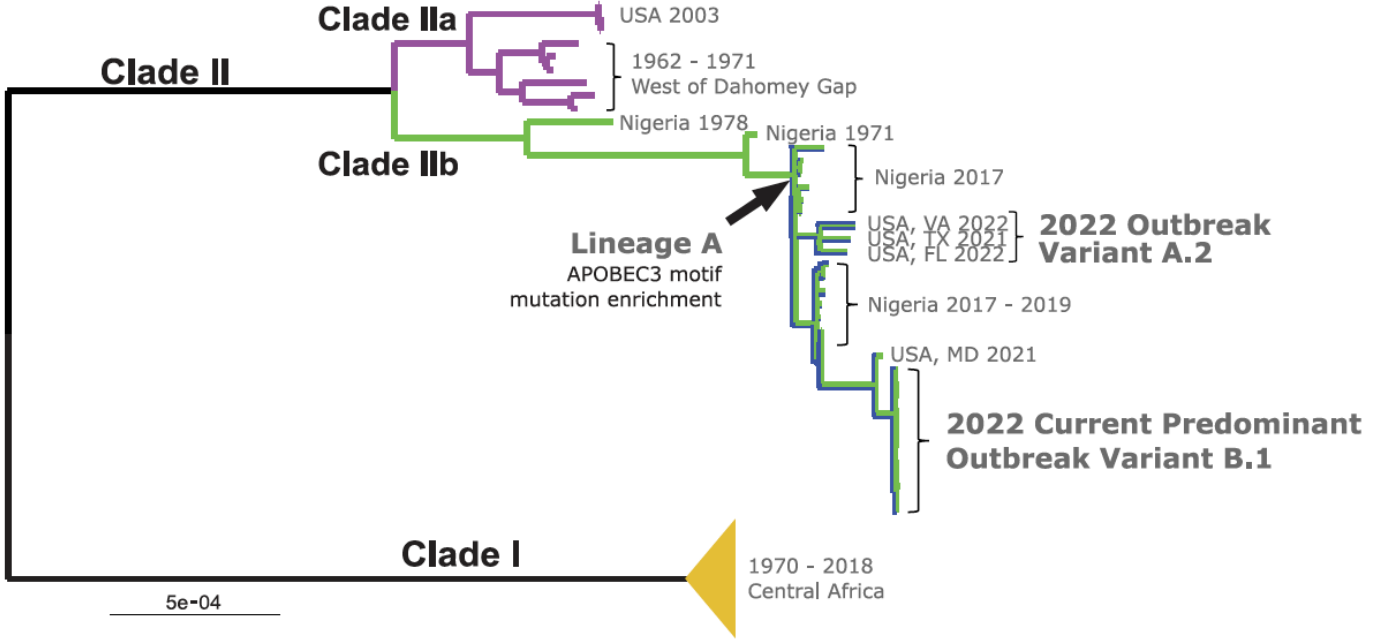 Clade IIa
USA 2003
Clade II
1962 - 1971
West of Dahomey Gap
Nigeria 1978
Nigeria 1971
Clade IIb
Nigeria 2017
USA, VA 2022
USA, TX 2021
USA, FL 2022
2022 Outbreak
Variant A.2
Lineage A
APOBEC3 motif
mutation enrichment
Nigeria 2017 - 2019
USA, MD 2021
2022 Current Predominant
Outbreak Variant B.1
Clade I
1970 - 2018
Central Africa
5e-04